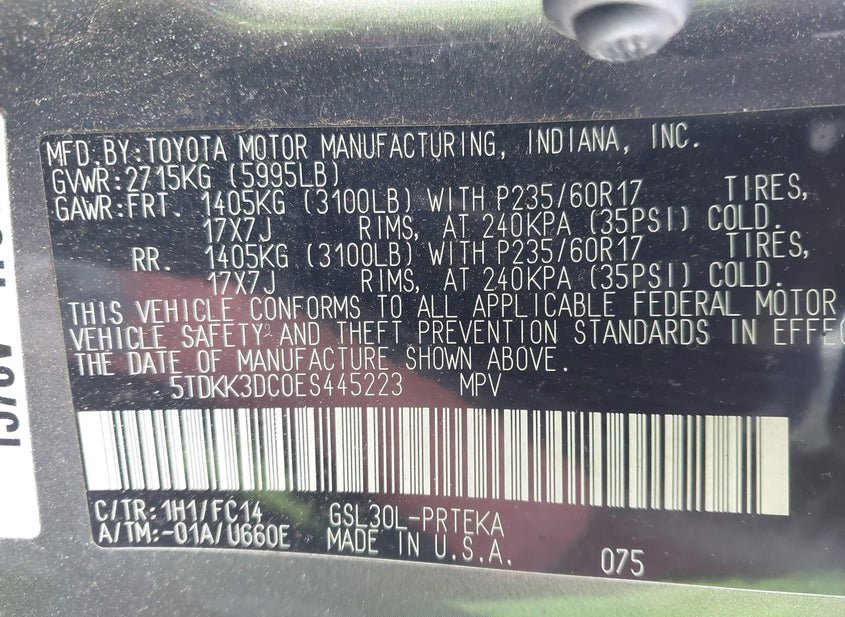 MFD.BY:TOYOTA MOTOR MANUFACTURING, INDIANA, INC.
GVWR:2715KG (5995LB)
GAWR:FRT. 1405KG (3100LB) WITH P235/60R17 TIRES,
17X7J RIMS, AT 240KPA (35PSI) COLD.
RR. 1405KG (3100LB) WITH P235/60R17 TIRES,
17X7J RIMS, AT 240KPA (35PSI) COLD.
THIS VEHICLE CONFORMS TO ALL APPLICABLE FEDERAL MOTOR
VEHICLE SAFETY AND THEFT PREVENTION STANDARDS IN EFFEC
THE DATE OF MANUFACTURE SHOWN ABOVE.
5TDKK3DC0ES445223 MPV
C/TR:1H1/FC14 GSL30L-PRTEKA
A/TM:-01A/U660E MADE IN U.S.A. 075